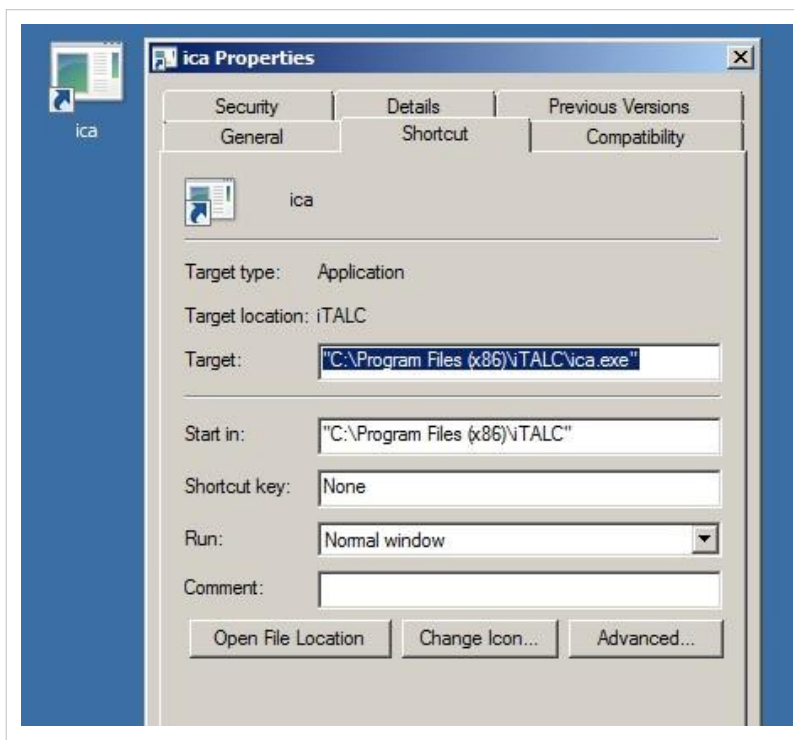 ica
ica Properties
Security Details Previous Versions
General Shortcut Compatibility
ica
Target type: Application
Target location: iTALC
Target: "C:\Program Files (x86)\iTALC\ica.exe"
Start in: "C:\Program Files (x86)\iTALC"
Shortcut key: None
Run: Normal window
Comment:
Open File Location Change Icon... Advanced...